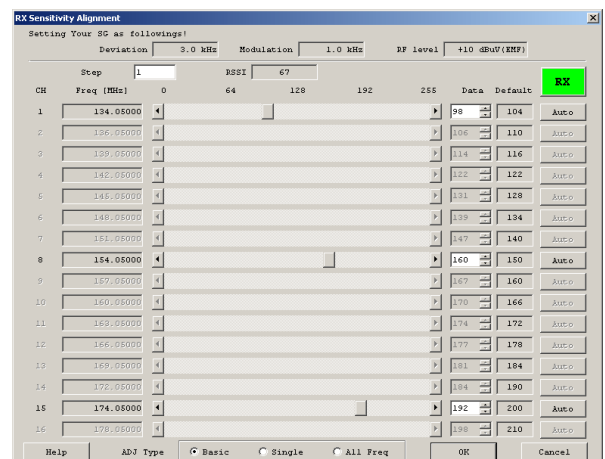 RX Sensitivity Alignment
Setting Your SG as followings!
Deviation 3.0 kHz Modulation 1.0 kHz RF level +10 dBuV(EMF)
Step 1 RSSI 67 RX
CH Freq [MHz] 0 64 128 192 255 Data Default
1 134.05000 98 104 Auto
2 136.05000 106 110 Auto
3 139.05000 114 116 Auto
4 142.05000 122 122 Auto
5 145.05000 131 128 Auto
6 148.05000 139 134 Auto
7 151.05000 147 140 Auto
8 154.05000 160 150 Auto
9 157.05000 167 160 Auto
10 160.05000 170 166 Auto
11 163.05000 174 172 Auto
12 166.05000 177 178 Auto
13 169.05000 181 184 Auto
14 172.05000 184 190 Auto
15 174.05000 192 200 Auto
16 178.05000 198 210 Auto
Help ADJ Type Basic Single All Freq OK Cancel